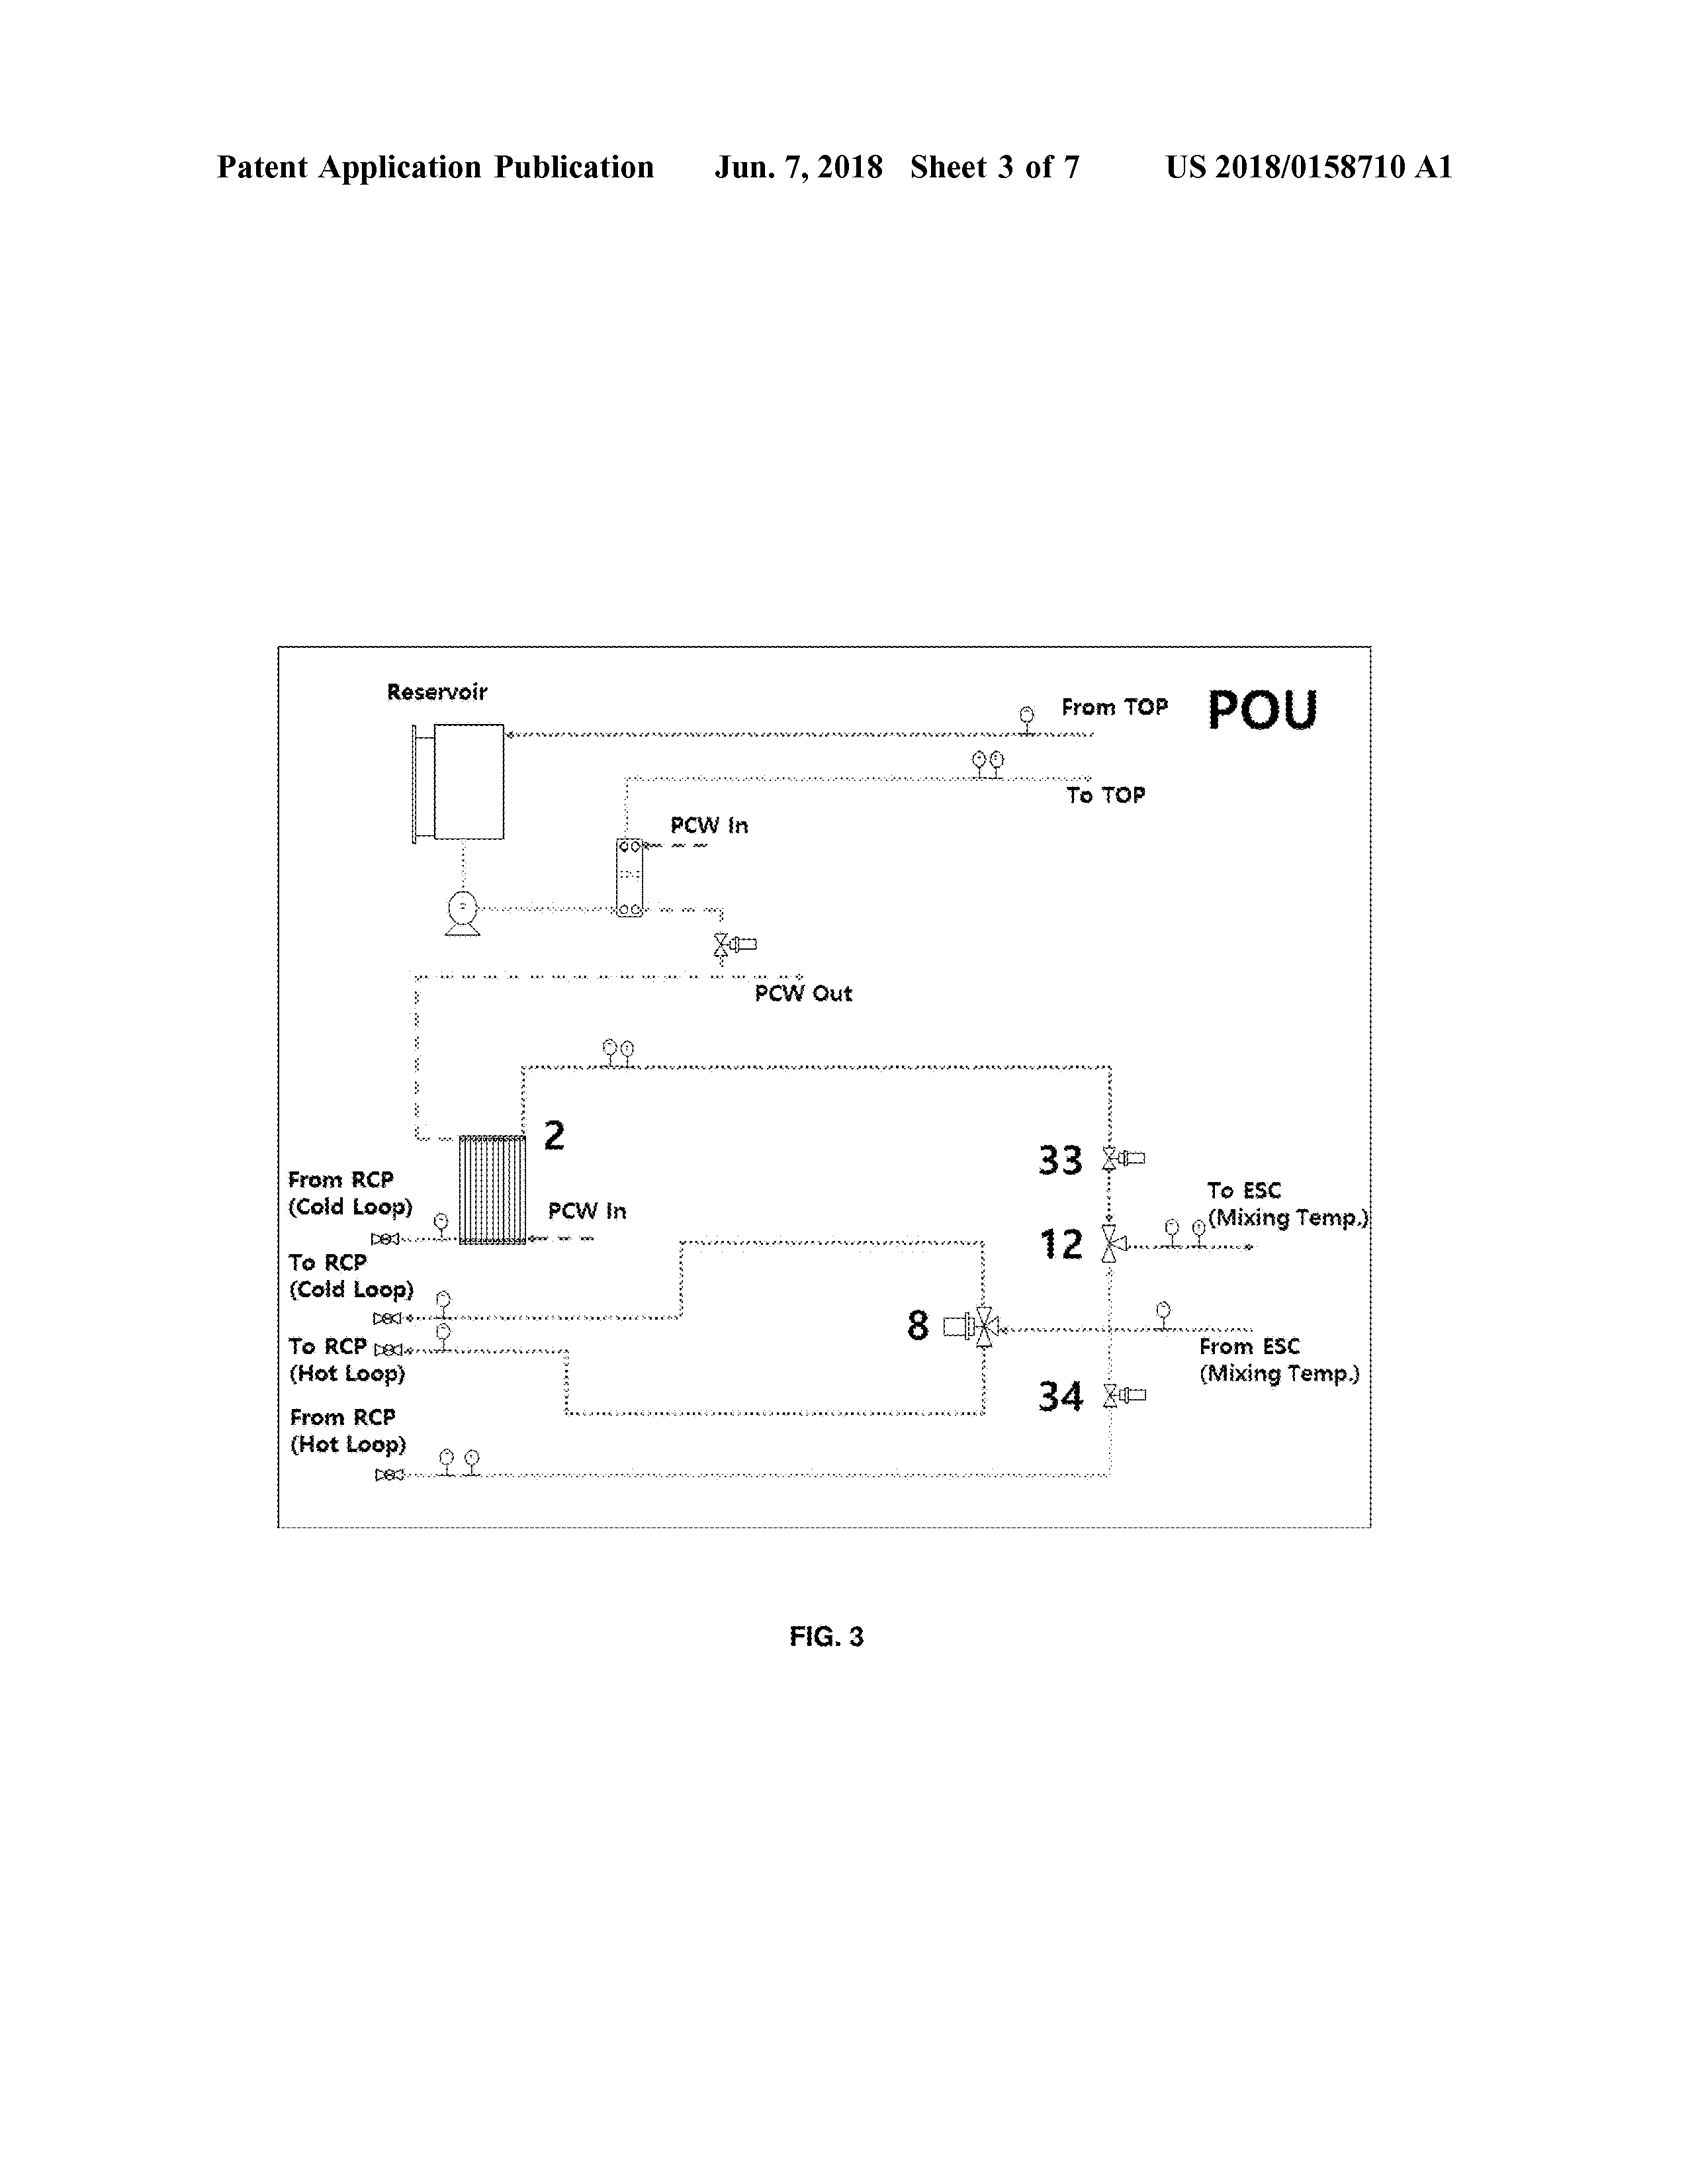 Patent Application Publication Jun. 7, 2018 Sheet 3 of 7 US 2018/0158710 A1
Reservoir
From TOP
POU
To TOP
PCW In
PCW Out
2
33
From RCP
(Cold Loop)
PCW In
To ESC
(Mixing Temp.)
12
To RCP
(Cold Loop)
8
To RCP
(Hot Loop)
From ESC
(Mixing Temp.)
34
From RCP
(Hot Loop)
FIG. 3